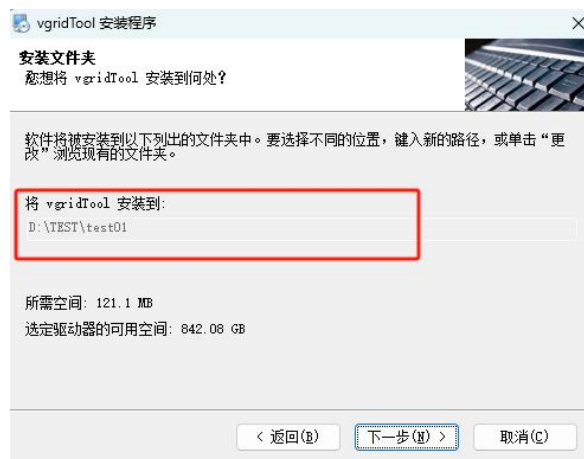 vgridTool 安装程序
安装文件夹
您想将 vgridTool 安装到何处?
软件将被安装到以下列出的文件夹中。要选择不同的位置，键入新的路径，或单击“更
改”浏览现有的文件夹。
将 vgridTool 安装到:
D:\TEST\test01
所需空间: 121.1 MB
选定驱动器的可用空间: 842.08 GB
< 返回(B) 下一步(N) > 取消(C)